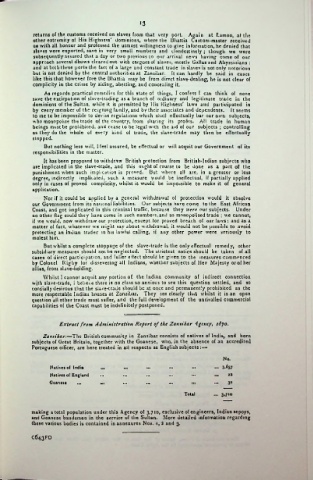 13
returns of the customs received on slaves from that very port. Again at Lamoo, at the
other extremity of His Highness' dominions, where the Bhattia Custom-master received
us with all honour and professed the utmost willingness to give information, he denied that
slaves were exported, save in very small numbers and clandestinely; though we were
subsequently assured that a day or two previous to our arrival news having come of our
approach several dhows chock-full with cargoes of slaves, were Gallas and Abyssinians;
and at both these ports the fact of a large and constant trade in slaves is not only notorious
but is not denied by the central authorities at Zanzibar. It can hardly be said in cases
like this that however free the Bhattia may be from direct slave-dealing, he is not clear of
complicity in the crime by aiding, abetting, and concealing it.
As regards practical remedies for this state of things, I confess I can think of none
save the extirpation of slave-trading as a branch of ordinary and legitimate trade in the
dominions of the Sultan, while it is permitted by His Highness' laws and participated in
by every member of the reigning family and by their associates and dependents. It seems
to me to be impossible to devise regulations which shall effectually bar our own subjects,
who monopolize the trade of the country, from sharing its profits. All trade in human
beings must be prohibited, and cease to be legal with the aid of our subjects; controlling
as they do the whole of every kind of trade, the slave-trade may then be effectually
stopped.
But nothing less will, I feel assured, be effectual or will acquit our Government of its
responsibilities in the matter.
It has been proposed to withdraw British protection from British-Indian subjects who
are implicated in the slave-trade, and this might of course be done as a part of the
punishment when such implication is proved. But where all are, in a greater or less
degree, indirectly implicated, such a measure would be ineffectual, if partially applied
only in cases of proved complicity, whilst it would be impossible to make it of general
application.
Nor if it could be applied by a general withdrawal of protection would it absolve
our Government from its national liabilities. Our subjects have come to the East African
Coast, and got implicated in this criminal traffic, because they were our subjects. Under
no other flag would they have come in such numbers, and so monopolised trade; we cannot,
if we would, now withdraw our protection, except for proved breach of our laws; and as a
matter of fact, whatever we might say about withdrawal, it would not be possible to avoid
protecting an Indian trader in his lawful calling, if any other power were unjustly to
molest him.
But whilst a complete stoppage of the slave-trade is the only effectual remedy, other
subsidiary measures should not be neglected. The strictest notice should be taken of all
cases of direct participation, and fuller effect should be given to the measures commenced
by Colonel Rigby for dissevering all Indians, whether subjects of Her Majesty or of her
allies, from slave-holding.
Whilst I cannot acquit any portion of the Indian community of indirect connection
with slave-trade, I believe there is no class so anxious to see this question settled, and so
cordially desirous that the slave-trade should be at once and permanently prohibited as the
more respectable Indian traders at Zanzibar. They see clearly that whilst it is an open
question all other trade must suffer, and the full development of the unrivalled commercial
capabilities of the Coast must be indefinitely postponed.
Extract from Administration Report of the Zanzibar Agency, 1870.
Zanzibar.—The British community in Zanzibar consists of natives of India, and born
subjects of Great Britain, together with the Goanese, who, in the absence of an accredited
Portuguese officer, are here treated in all respects as English subjects:—
No.
Natives of India ... ... ... ... ... 3,657
Natives of England ... ... ... ...
Goanese ... ... ... ... ...
Total ... 3,710
making a total population under this Agency of 3,710, exclusive of engineers, Indian sepoys,
and Goanese bandsmen in the service of the Sultan. More detailed information regarding
these various bodies is contained in annexures Nos. 1, 2 and 3.
C643FD